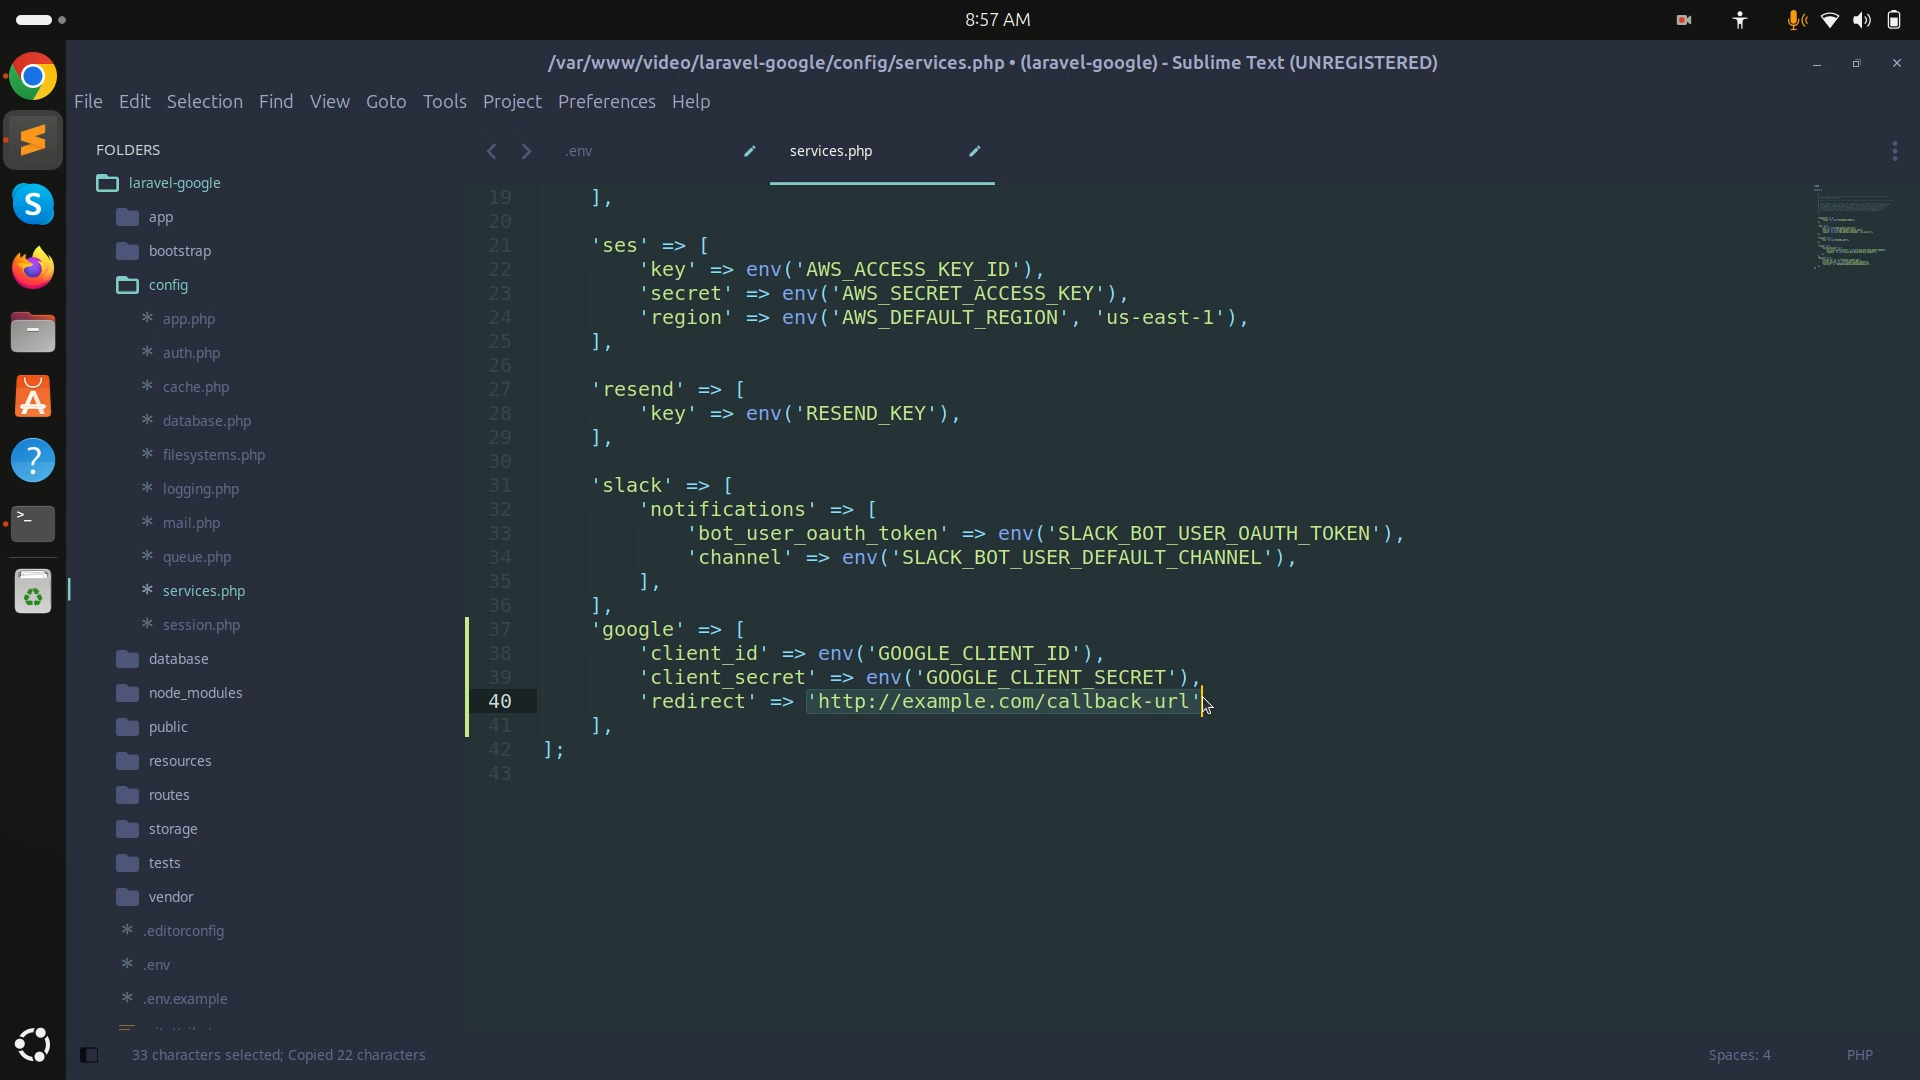 8:57 AM
/var/www/video/laravel-google/config/services.php • (laravel-google) - Sublime Text (UNREGISTERED)
File Edit Selection Find View Goto Tools Project Preferences Help
FOLDERS
laravel-google
app
bootstrap
config
app.php
auth.php
cache.php
database.php
filesystems.php
logging.php
mail.php
queue.php
services.php
session.php
database
node_modules
public
resources
routes
storage
tests
vendor
.editorconfig
.env
.env.example
.env
services.php
19 ],
20
21 'ses' => [
22 'key' => env('AWS_ACCESS_KEY_ID'),
23 'secret' => env('AWS_SECRET_ACCESS_KEY'),
24 'region' => env('AWS_DEFAULT_REGION', 'us-east-1'),
25 ],
26
27 'resend' => [
28 'key' => env('RESEND_KEY'),
29 ],
30
31 'slack' => [
32 'notifications' => [
33 'bot_user_oauth_token' => env('SLACK_BOT_USER_OAUTH_TOKEN'),
34 'channel' => env('SLACK_BOT_USER_DEFAULT_CHANNEL'),
35 ],
36 ],
37 'google' => [
38 'client_id' => env('GOOGLE_CLIENT_ID'),
39 'client_secret' => env('GOOGLE_CLIENT_SECRET'),
40 'redirect' => 'http://example.com/callback-url'
41 ],
42 ];
43
33 characters selected; Copied 22 characters
Spaces: 4
PHP